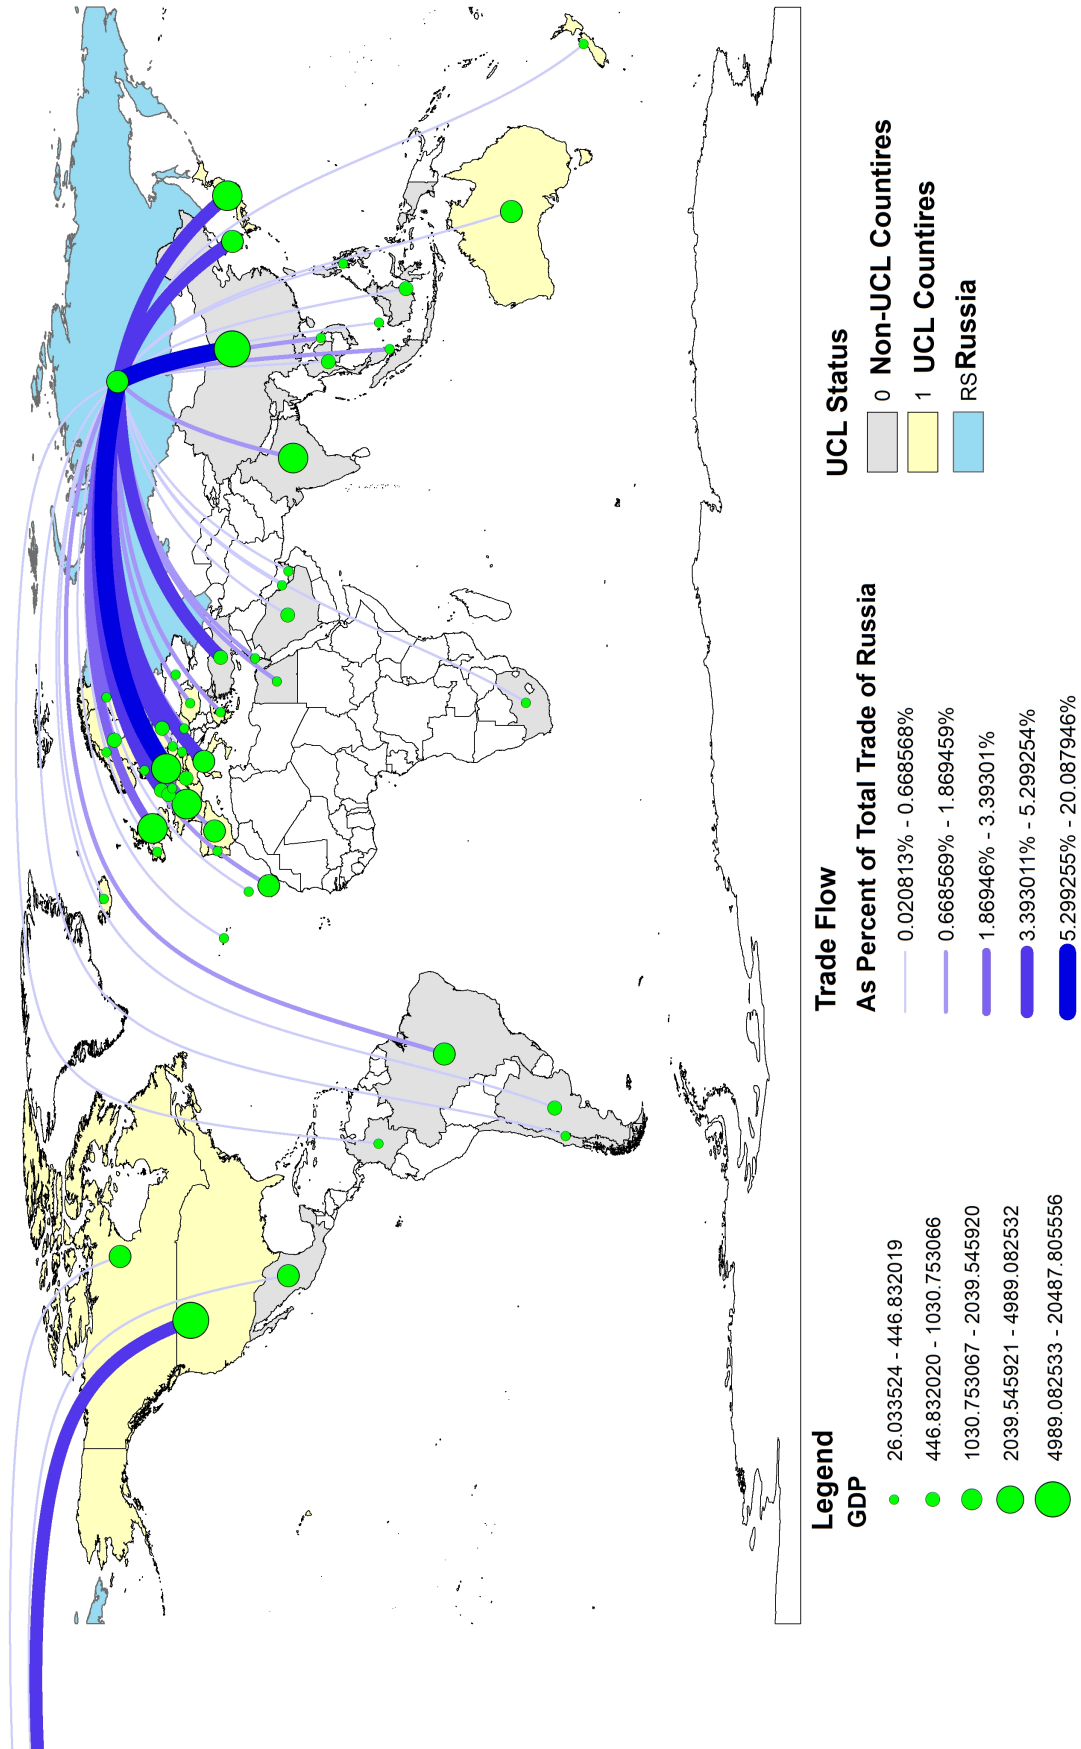 Legend
GDP
26.033524 - 446.832019
446.832020 - 1030.753066
1030.753067 - 2039.545920
2039.545921 - 4989.082532
4989.082533 - 20487.805556
Trade Flow
As Percent of Total Trade of Russia
0.020813% - 0.668568%
0.668569% - 1.869459%
1.86946% - 3.39301%
3.393011% - 5.299254%
5.299255% - 20.087946%
UCL Status
0 Non-UCL Countires
1 UCL Countires
RS Russia